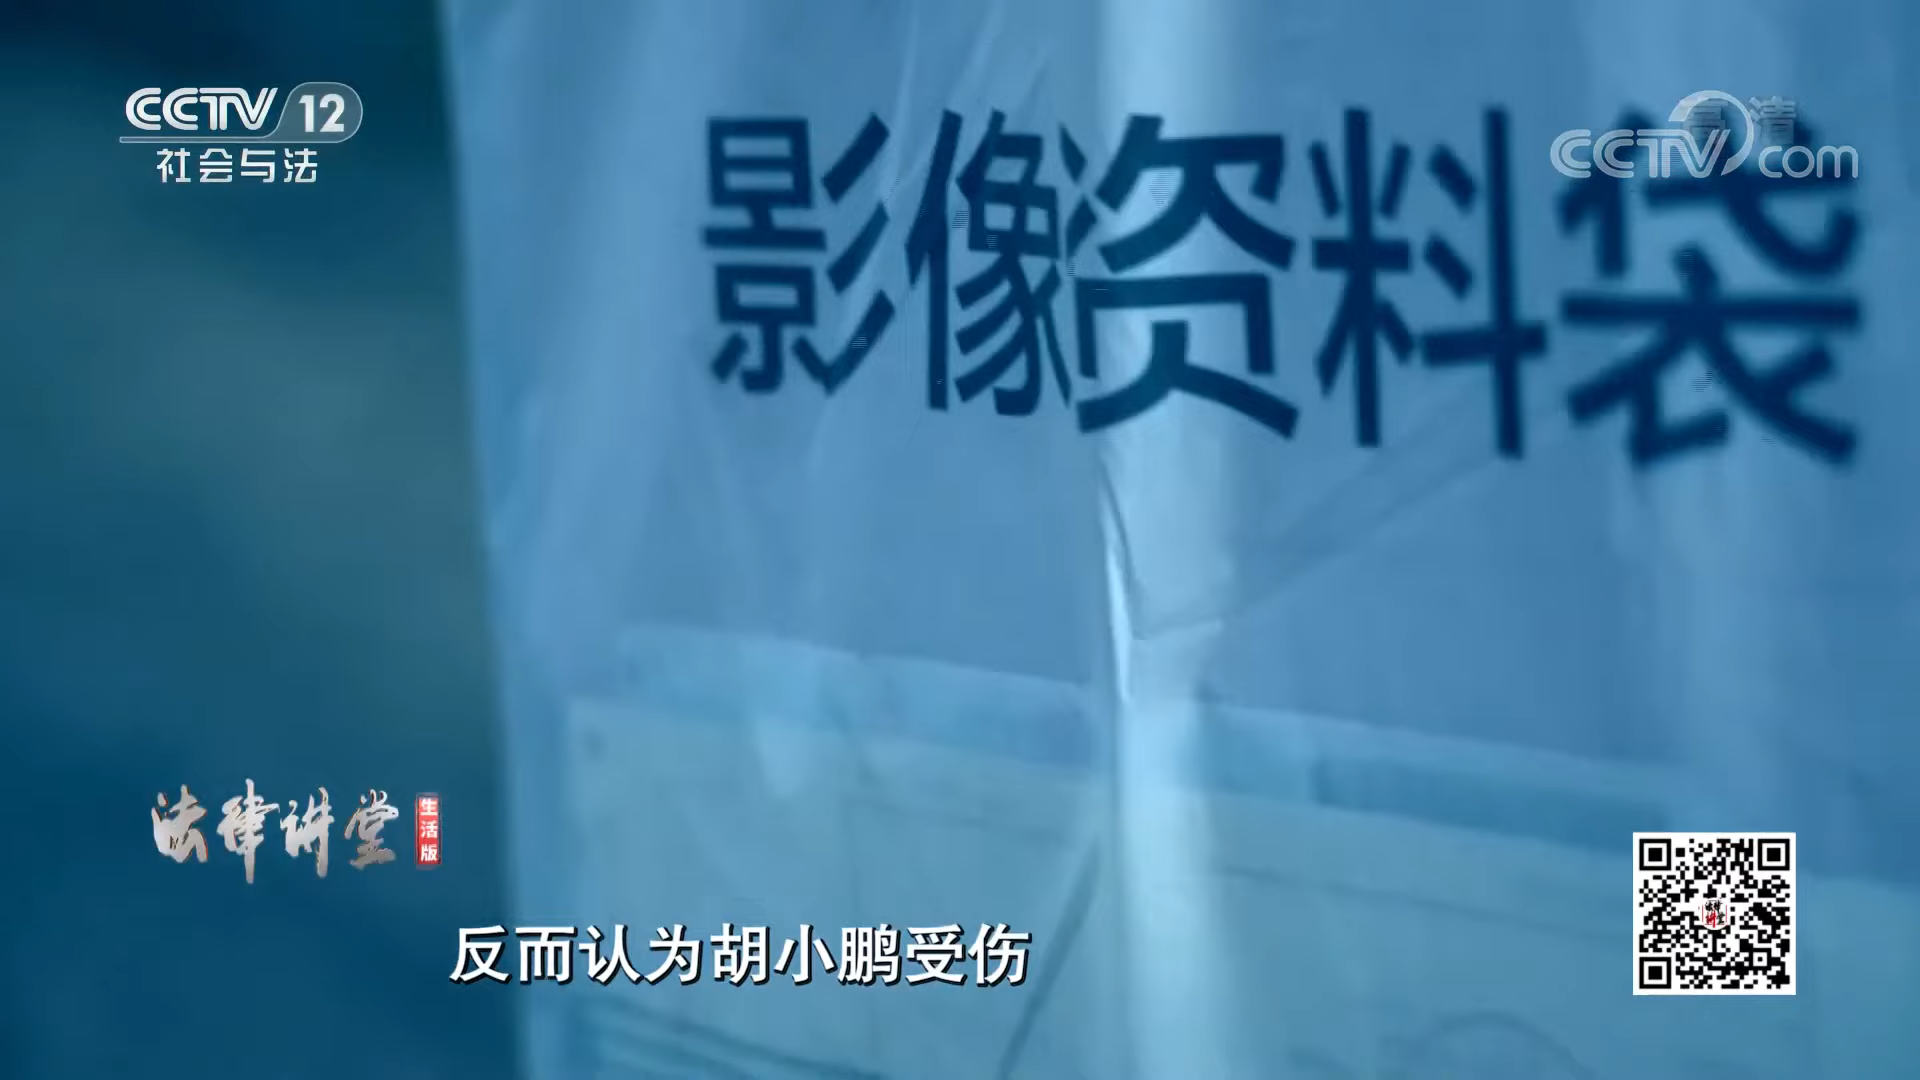 CCTV 12
社会与法
高清
CCTV com
影像资料袋
法律讲堂
生活版
反而认为胡小鹏受伤